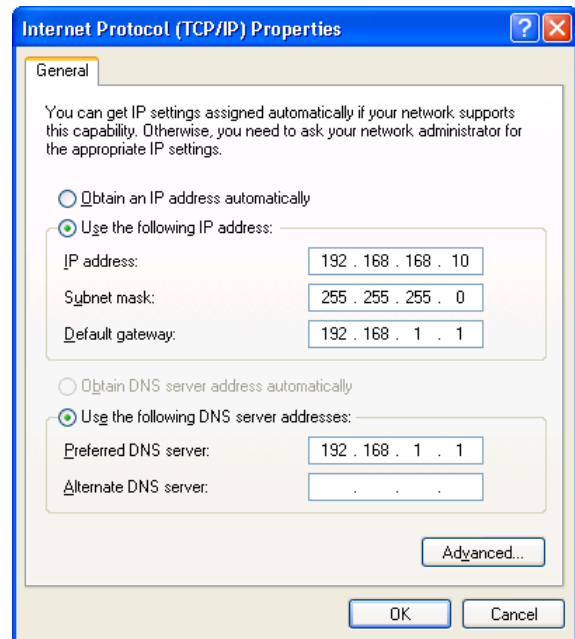 Internet Protocol (TCP/IP) Properties
General
You can get IP settings assigned automatically if your network supports
this capability. Otherwise, you need to ask your network administrator for
the appropriate IP settings.
Obtain an IP address automatically
Use the following IP address:
IP address: 192 . 168 . 168 . 10
Subnet mask: 255 . 255 . 255 . 0
Default gateway: 192 . 168 . 1 . 1
Obtain DNS server address automatically
Use the following DNS server addresses:
Preferred DNS server: 192 . 168 . 1 . 1
Alternate DNS server: . . .
Advanced...
OK Cancel